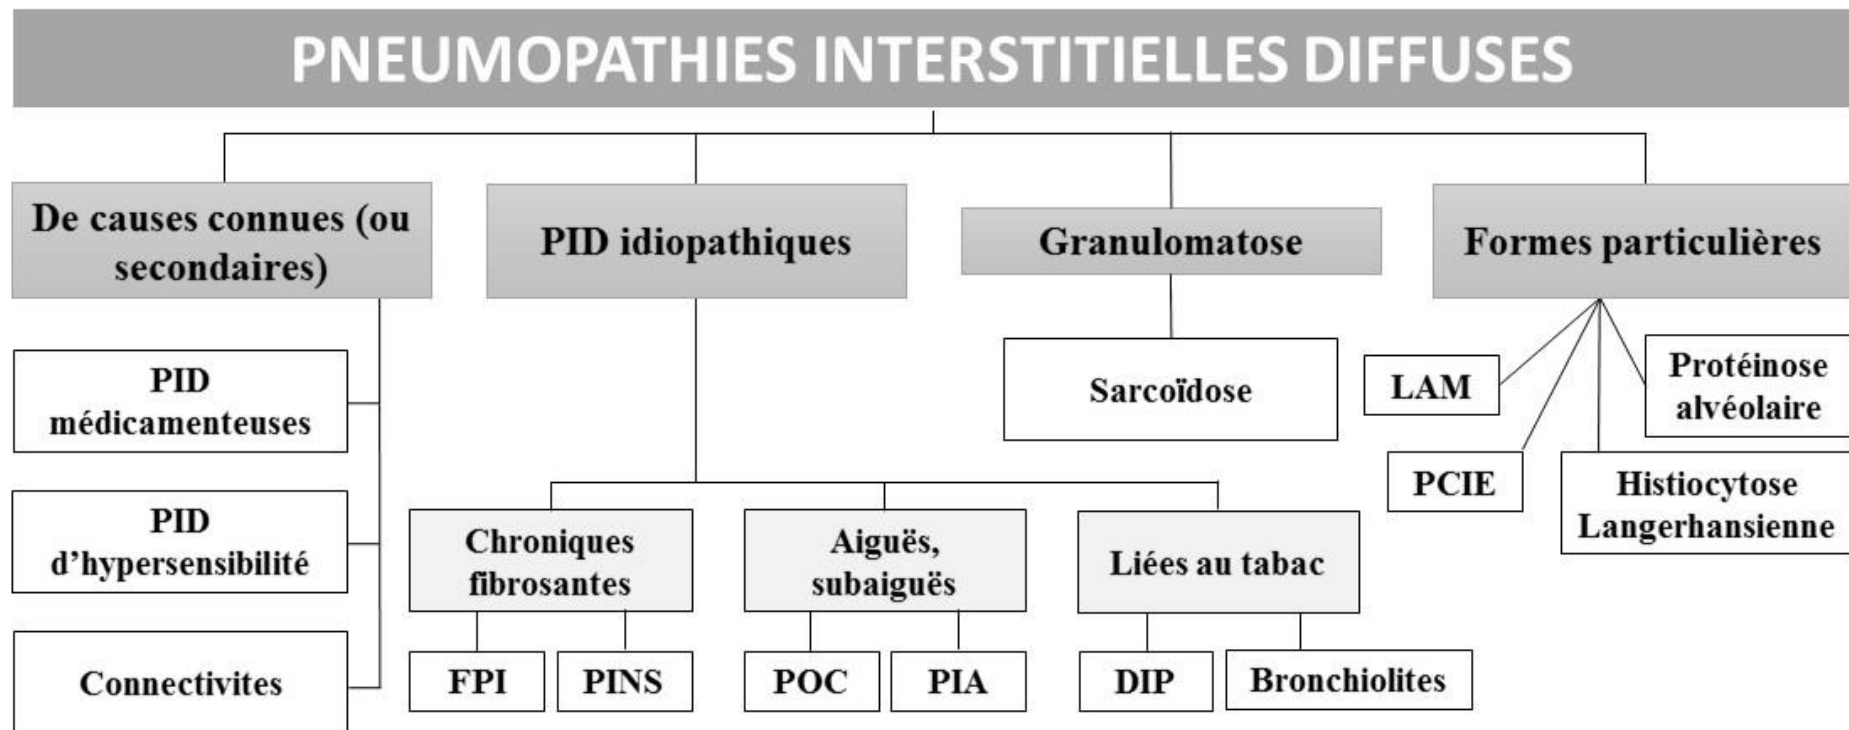 PNEUMOPATHIES INTERSTITIELLES DIFFUSES
De causes connues (ou
secondaires)
PID idiopathiques
Granulomatose
Formes particulières
PID
médicamenteuses
PID
d’hypersensibilité
Connectivites
Chroniques
fibrosantes
FPI
PINS
Aiguës,
subaiguës
POC
PIA
Liées au tabac
DIP
Bronchiolites
Sarcoïdose
LAM
PCIE
Histiocytose
Langerhansienne
Protéinose
alvéolaire